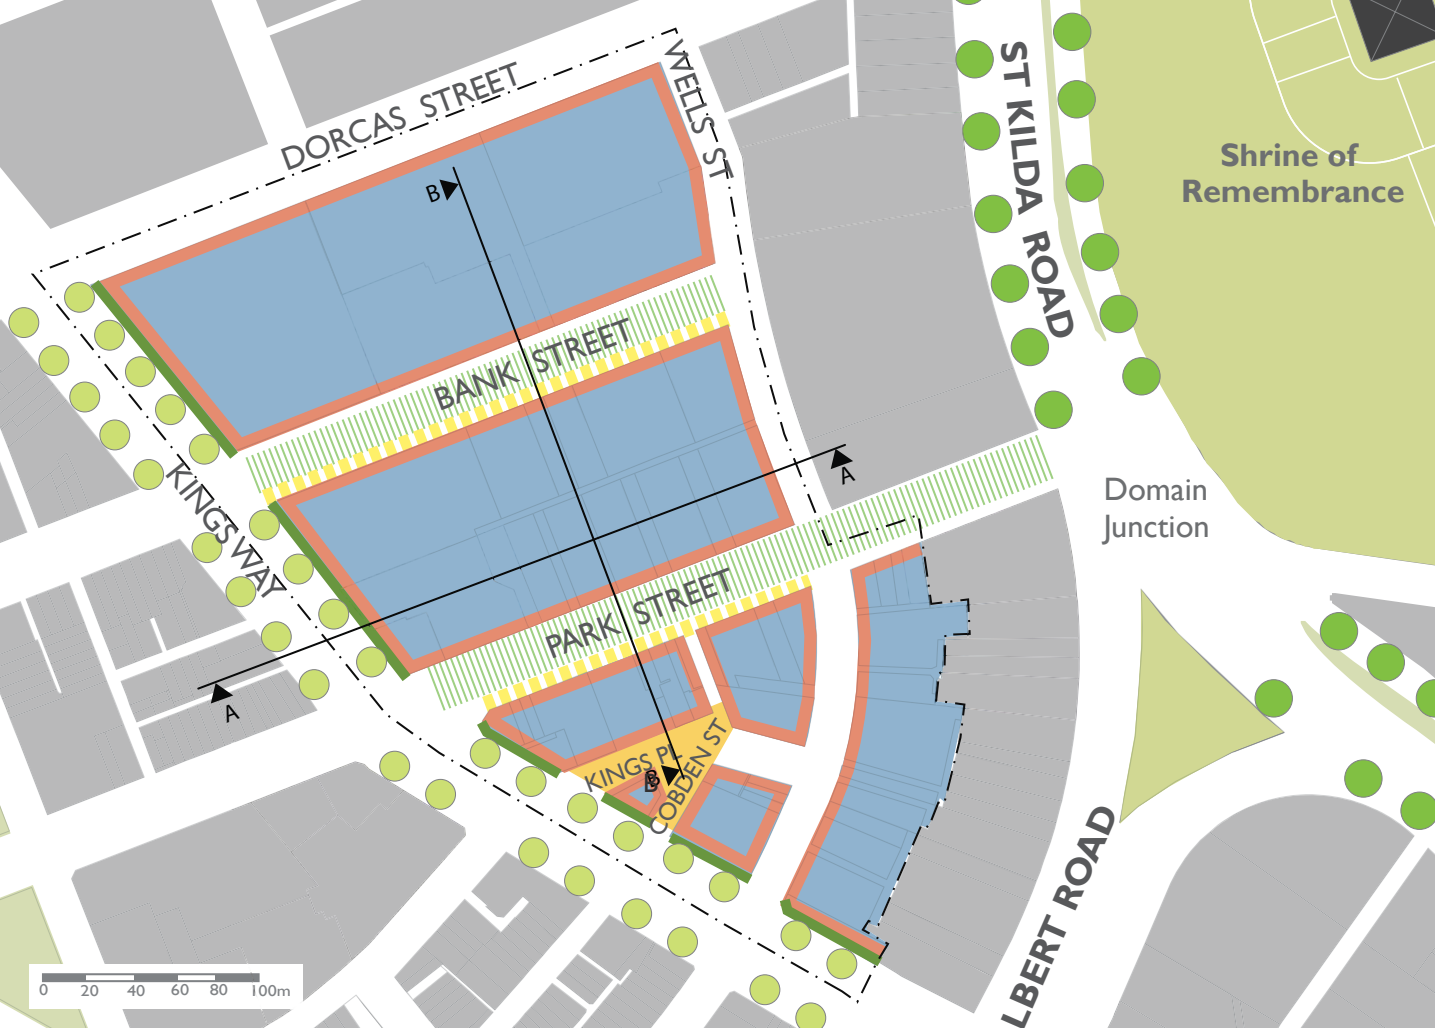 DORCAS STREET
WELLS ST
ST KILDA ROAD
Shrine of
Remembrance
B
BANK STREET
A
KINGS WAY
Domain
Junction
PARK STREET
A
KINGS PL
COBDEN ST
B
LBERT ROAD
0 20 40 60 80 100m